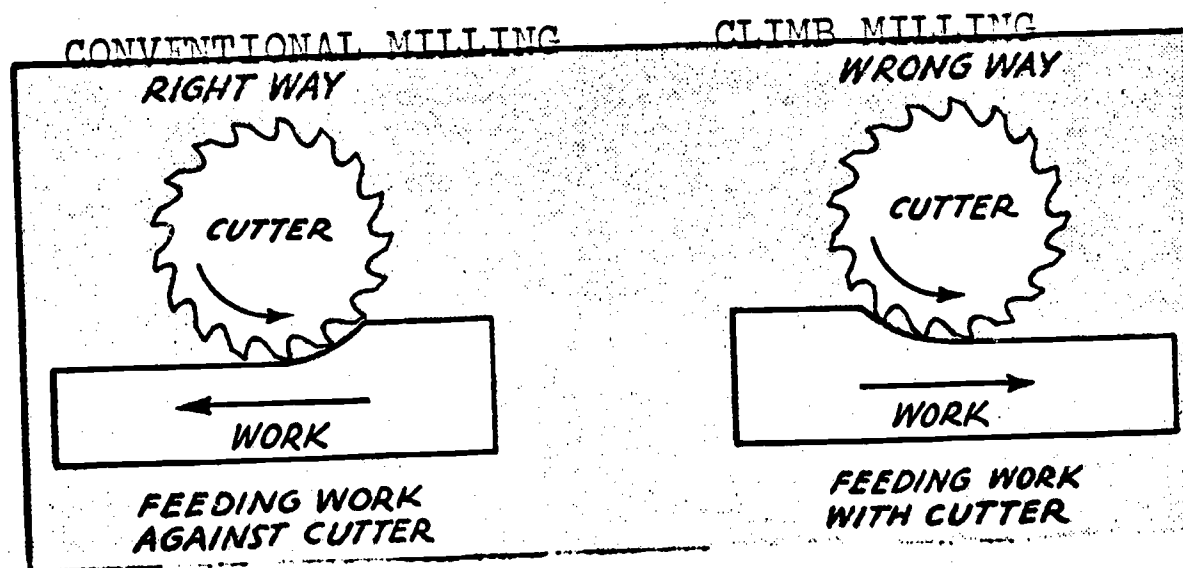 CONVENTIONAL MILLING
RIGHT WAY
CUTTER
WORK
FEEDING WORK
AGAINST CUTTER
CLIMB MILLING
WRONG WAY
CUTTER
WORK
FEEDING WORK
WITH CUTTER